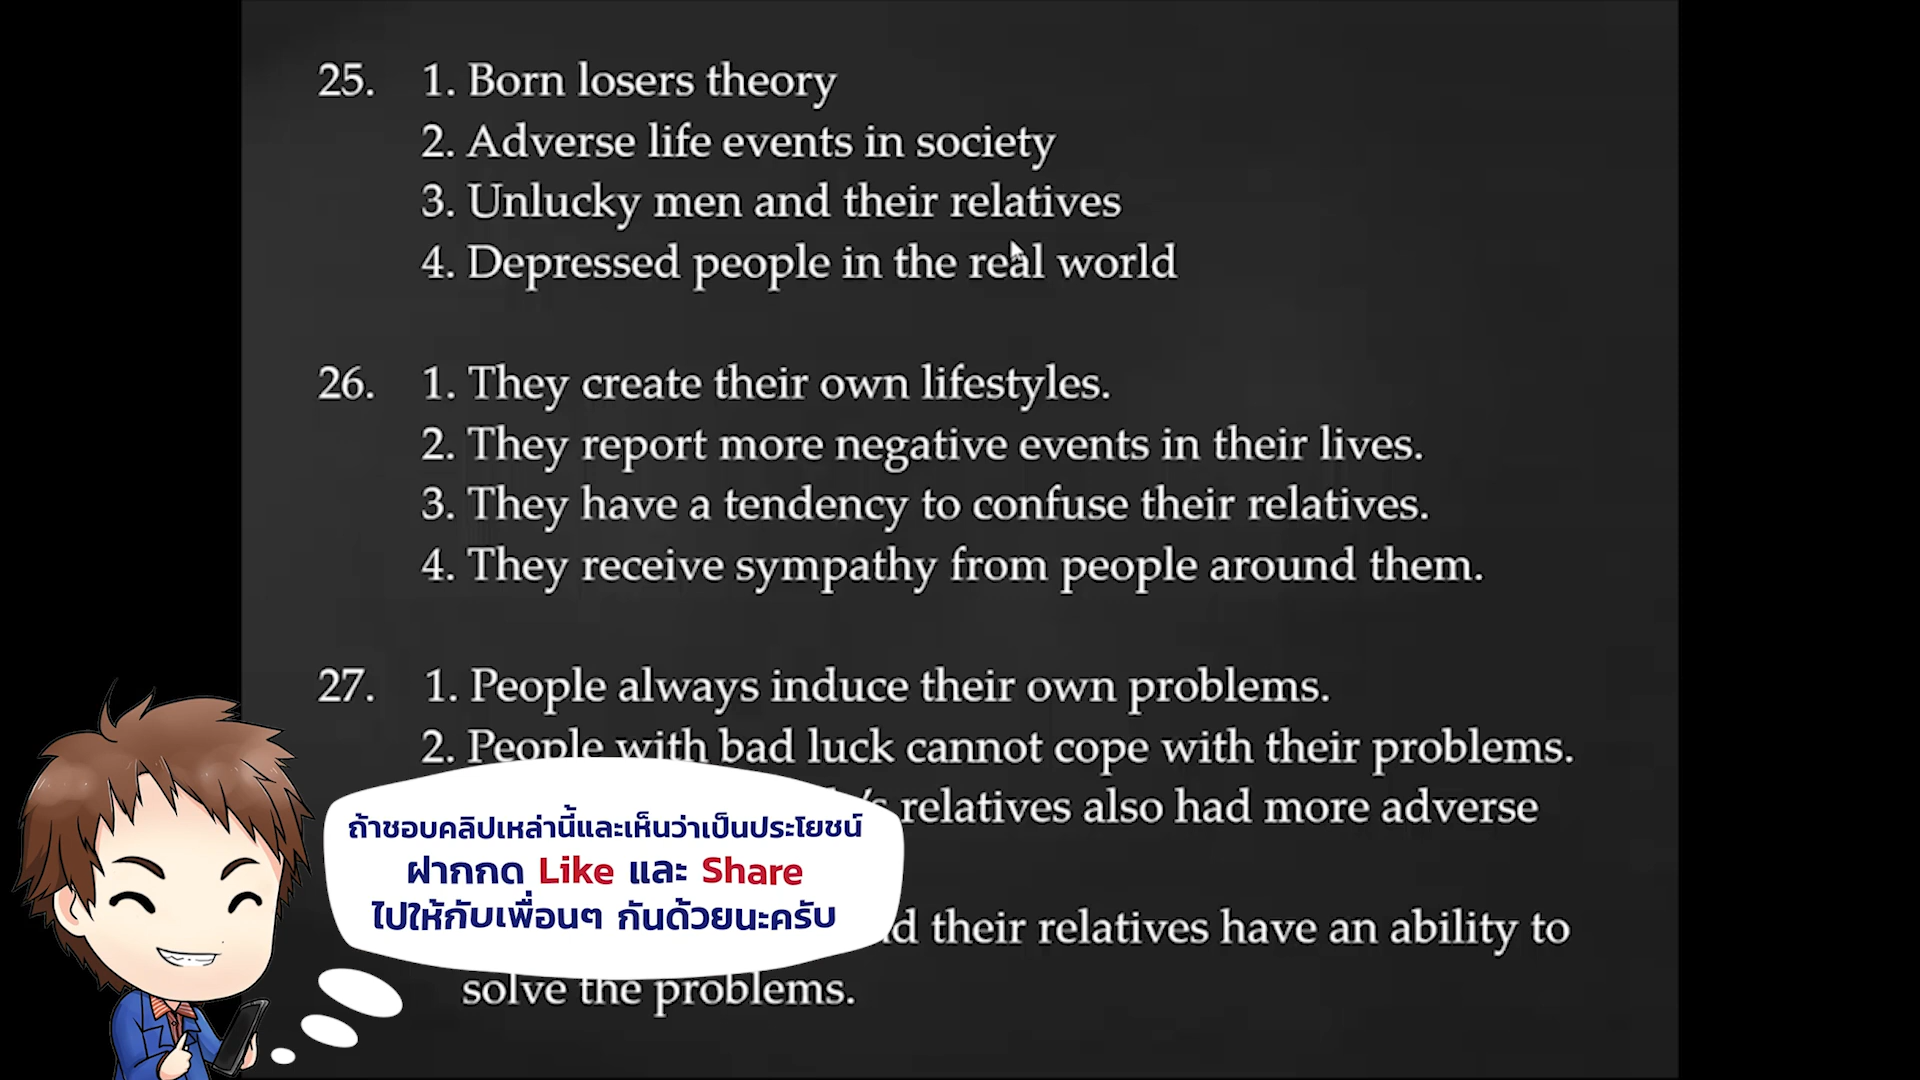 25. 1. Born losers theory
2. Adverse life events in society
3. Unlucky men and their relatives
4. Depressed people in the real world
26. 1. They create their own lifestyles.
2. They report more negative events in their lives.
3. They have a tendency to confuse their relatives.
4. They receive sympathy from people around them.
27. 1. People always induce their own problems.
2. People with bad luck cannot cope with their problems.
relatives also had more adverse
their relatives have an ability to
solve the problems.
ถ้าชอบคลิปเหล่านี้และเห็นว่าเป็นประโยชน์
ฝากกด Like และ Share
ไปให้กับเพื่อนๆ กันด้วยนะครับ